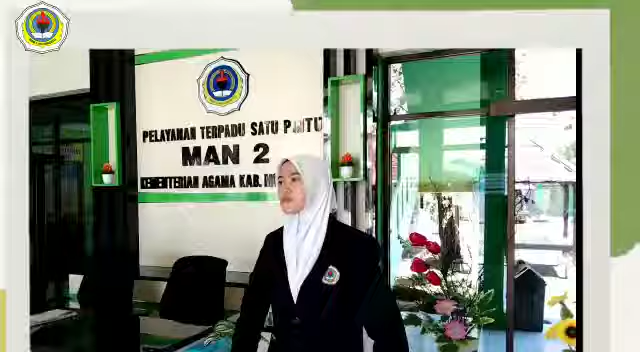 PELAYANAN TERPADU SATU PINTU
MAN 2
KEMENTERIAN AGAMA KAB.